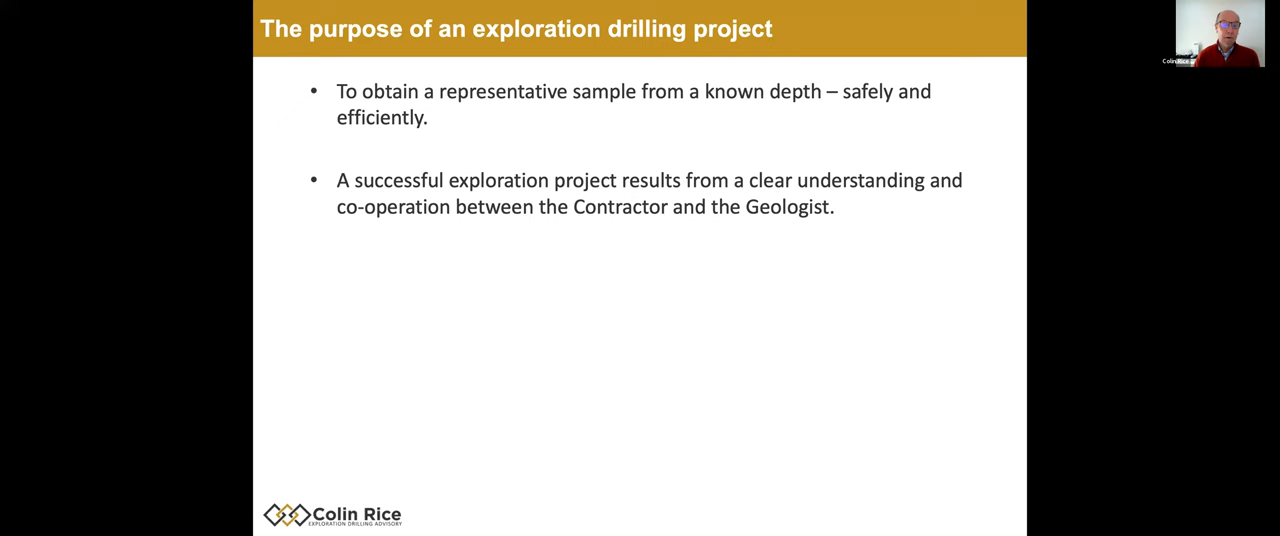 The purpose of an exploration drilling project
Colin Rice
• To obtain a representative sample from a known depth – safely and
efficiently.
• A successful exploration project results from a clear understanding and
co-operation between the Contractor and the Geologist.
Colin Rice
EXPLORATION DRILLING ADVISORY